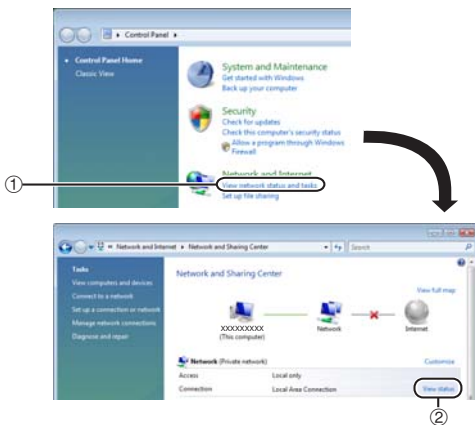 Control Panel
Control Panel Home
Classic View
System and Maintenance
Get started with Windows
Back up your computer
Security
Check for updates
Check this computer's security status
Allow a program through Windows
Firewall
Network and Internet
① View network status and tasks
Set up file sharing
« Network and Internet ▸ Network and Sharing Center
Search
Tasks
View computers and devices
Connect to a network
Set up a connection or network
Manage network connections
Diagnose and repair
Network and Sharing Center
View full map
XXXXXXXXXX
(This computer)
Network
Internet
Network (Private network)
Customize
Access
Local only
Connection
Local Area Connection
View status
②